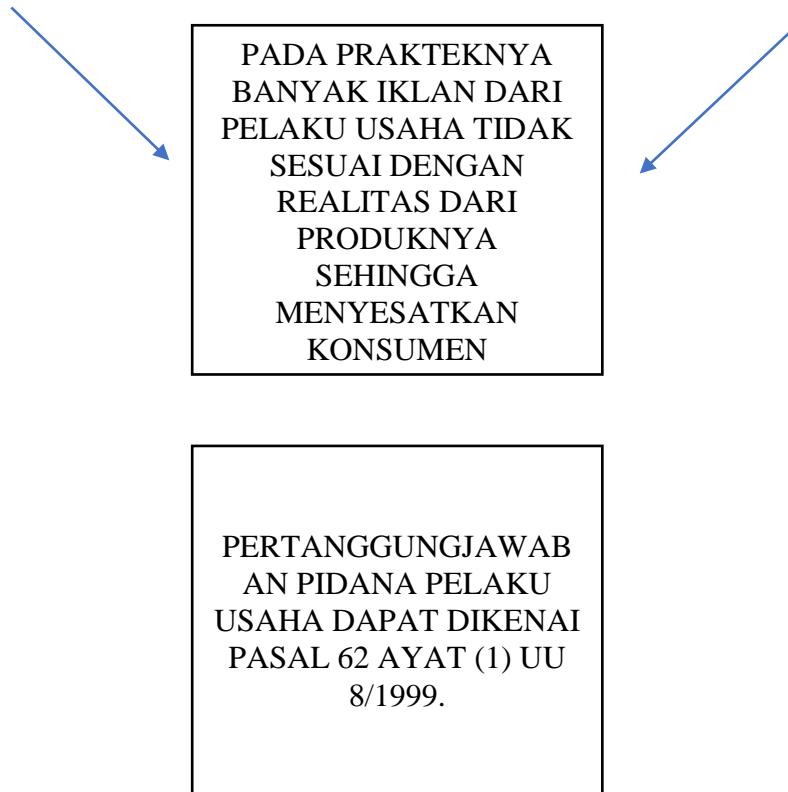 PADA PRAKTEKNYA
BANYAK IKLAN DARI
PELAKU USAHA TIDAK
SESUAI DENGAN
REALITAS DARI
PRODUKNYA
SEHINGGA
MENYESATKAN
KONSUMEN
PERTANGGUNGJAWAB
AN PIDANA PELAKU
USAHA DAPAT DIKENAI
PASAL 62 AYAT (1) UU
8/1999.